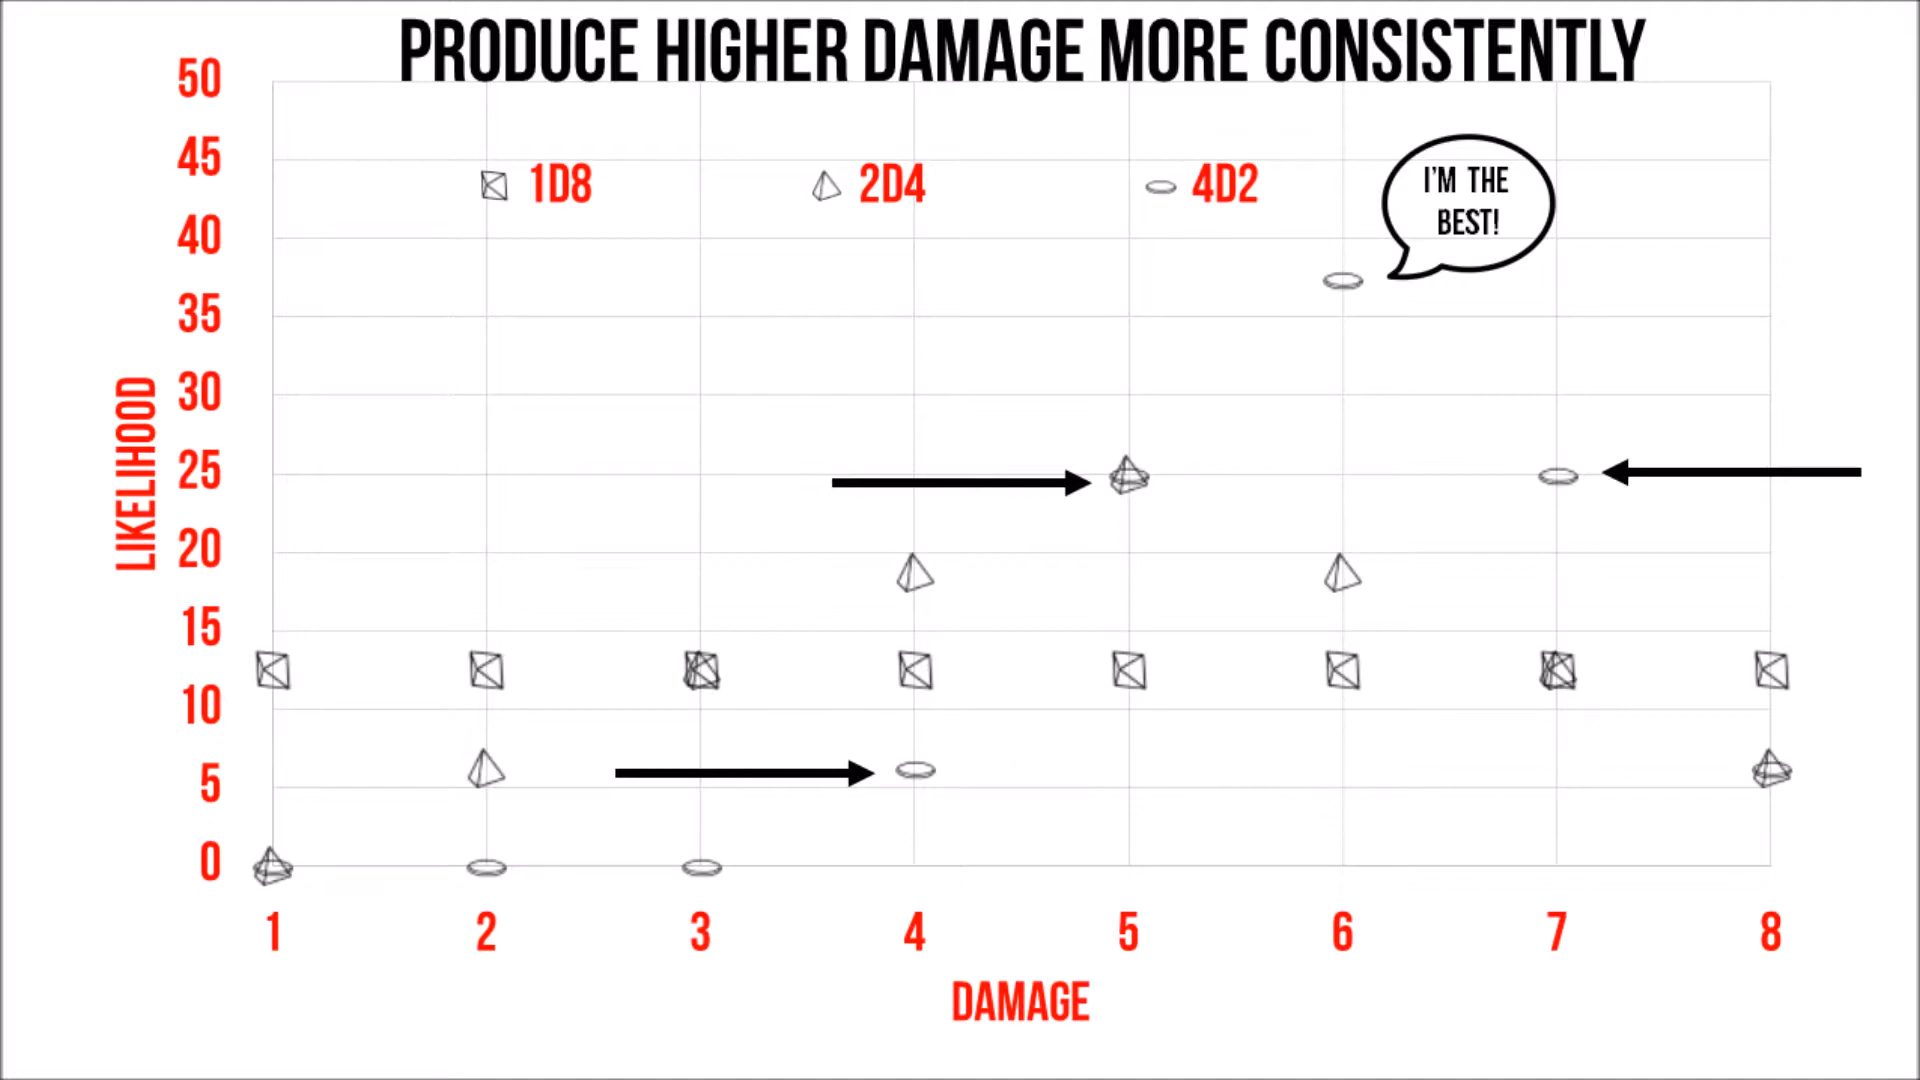 PRODUCE HIGHER DAMAGE MORE CONSISTENTLY
50
45
1D8
2D4
4D2
I'M THE
BEST!
40
35
30
25
20
15
10
5
0
LIKELIHOOD
1 2 3 4 5 6 7 8
DAMAGE